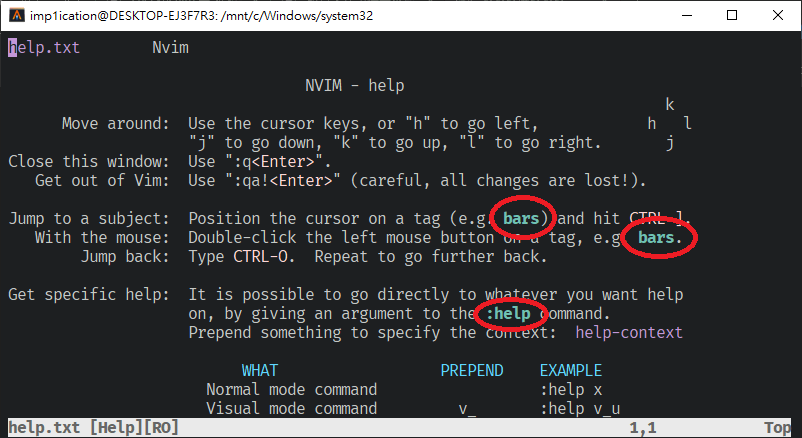 imp1ication@DESKTOP-EJ3F7R3: /mnt/c/Windows/system32
help.txt Nvim
NVIM - help
k
Move around: Use the cursor keys, or "h" to go left, h l
"j" to go down, "k" to go up, "l" to go right. j
Close this window: Use ":q<Enter>".
Get out of Vim: Use ":qa!<Enter>" (careful, all changes are lost!).
Jump to a subject: Position the cursor on a tag (e.g. bars) and hit CTRL-].
With the mouse: Double-click the left mouse button on a tag, e.g. bars.
Jump back: Type CTRL-O. Repeat to go further back.
Get specific help: It is possible to go directly to whatever you want help
on, by giving an argument to the :help command.
Prepend something to specify the context: help-context
WHAT PREPEND EXAMPLE
Normal mode command :help x
Visual mode command v_ :help v_u
help.txt [Help][RO] 1,1 Top